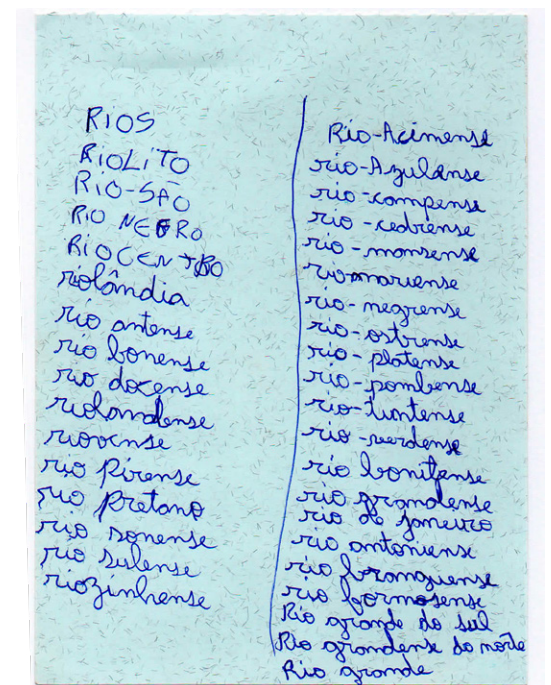 RIOS
RIOLITO
RIO-SÃO
RIO NEGRO
RIOCENTRO
riolândia
rio antense
rio bonense
rio docense
riolandense
riovense
rio Pirense
rio Pretano
rio sonense
rio sulense
riozinhense
Rio-Acimense
rio-Azulense
rio-compense
rio-cedrense
rio-monsense
riomariense
rio-negrense
rio-ostrense
rio-platense
rio-pombense
rio-tintense
rio-verdense
rio bonitense
rio grandense
rio de janeiro
rio antoniense
rio branquense
rio formosense
Rio grande do sul
Rio grandense do norte
Rio grande